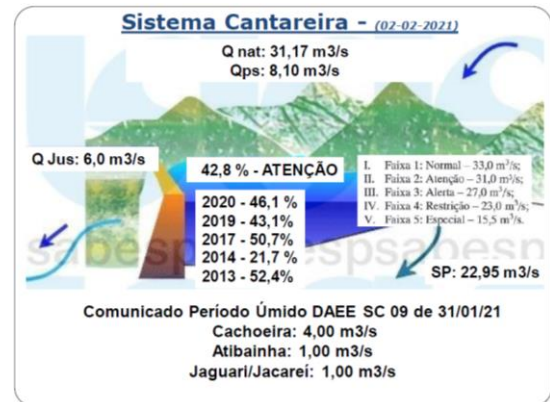 Sistema Cantareira - (02-02-2021)
Q nat: 31,17 m3/s
Qps: 8,10 m3/s
Q Jus: 6,0 m3/s
42,8 % - ATENÇÃO
2020 - 46,1 %
2019 - 43,1%
2017 - 50,7%
2014 - 21,7 %
2013 - 52,4%
I. Faixa 1: Normal – 33,0 m³/s;
II. Faixa 2: Atenção – 31,0 m³/s;
III. Faixa 3: Alerta – 27,0 m³/s;
IV. Faixa 4: Restrição – 23,0 m³/s;
V. Faixa 5: Especial – 15,5 m³/s.
sabesp
sabesp
SP: 22,95 m3/s
Comunicado Período Úmido DAEE SC 09 de 31/01/21
Cachoeira: 4,00 m3/s
Atibainha: 1,00 m3/s
Jaguari/Jacareí: 1,00 m3/s